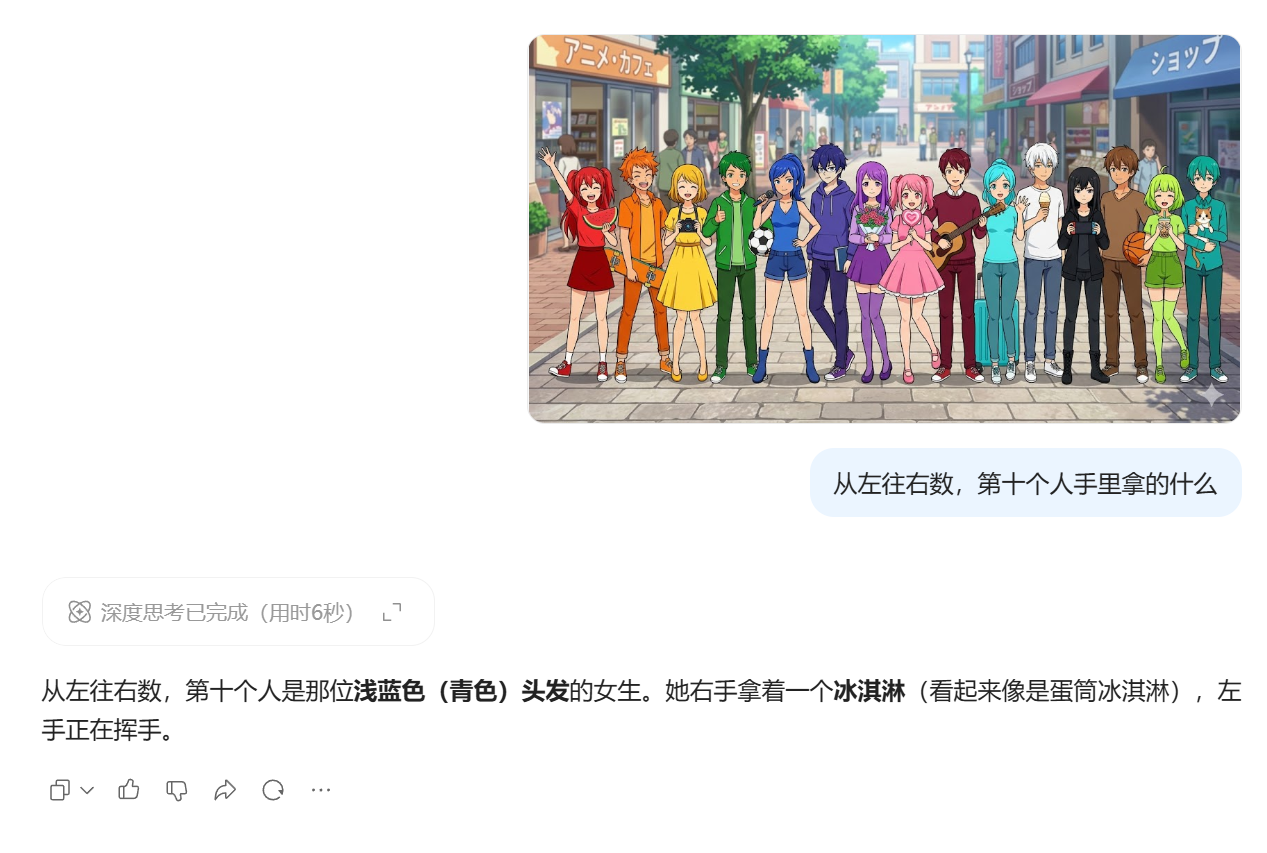 アニメ・カフェ
ショップ
ショップ
从左往右数，第十个人手里拿的什么
深度思考已完成（用时6秒）
从左往右数，第十个人是那位浅蓝色（青色）头发的女生。她右手拿着一个冰淇淋（看起来像是蛋筒冰淇淋），左
手正在挥手。